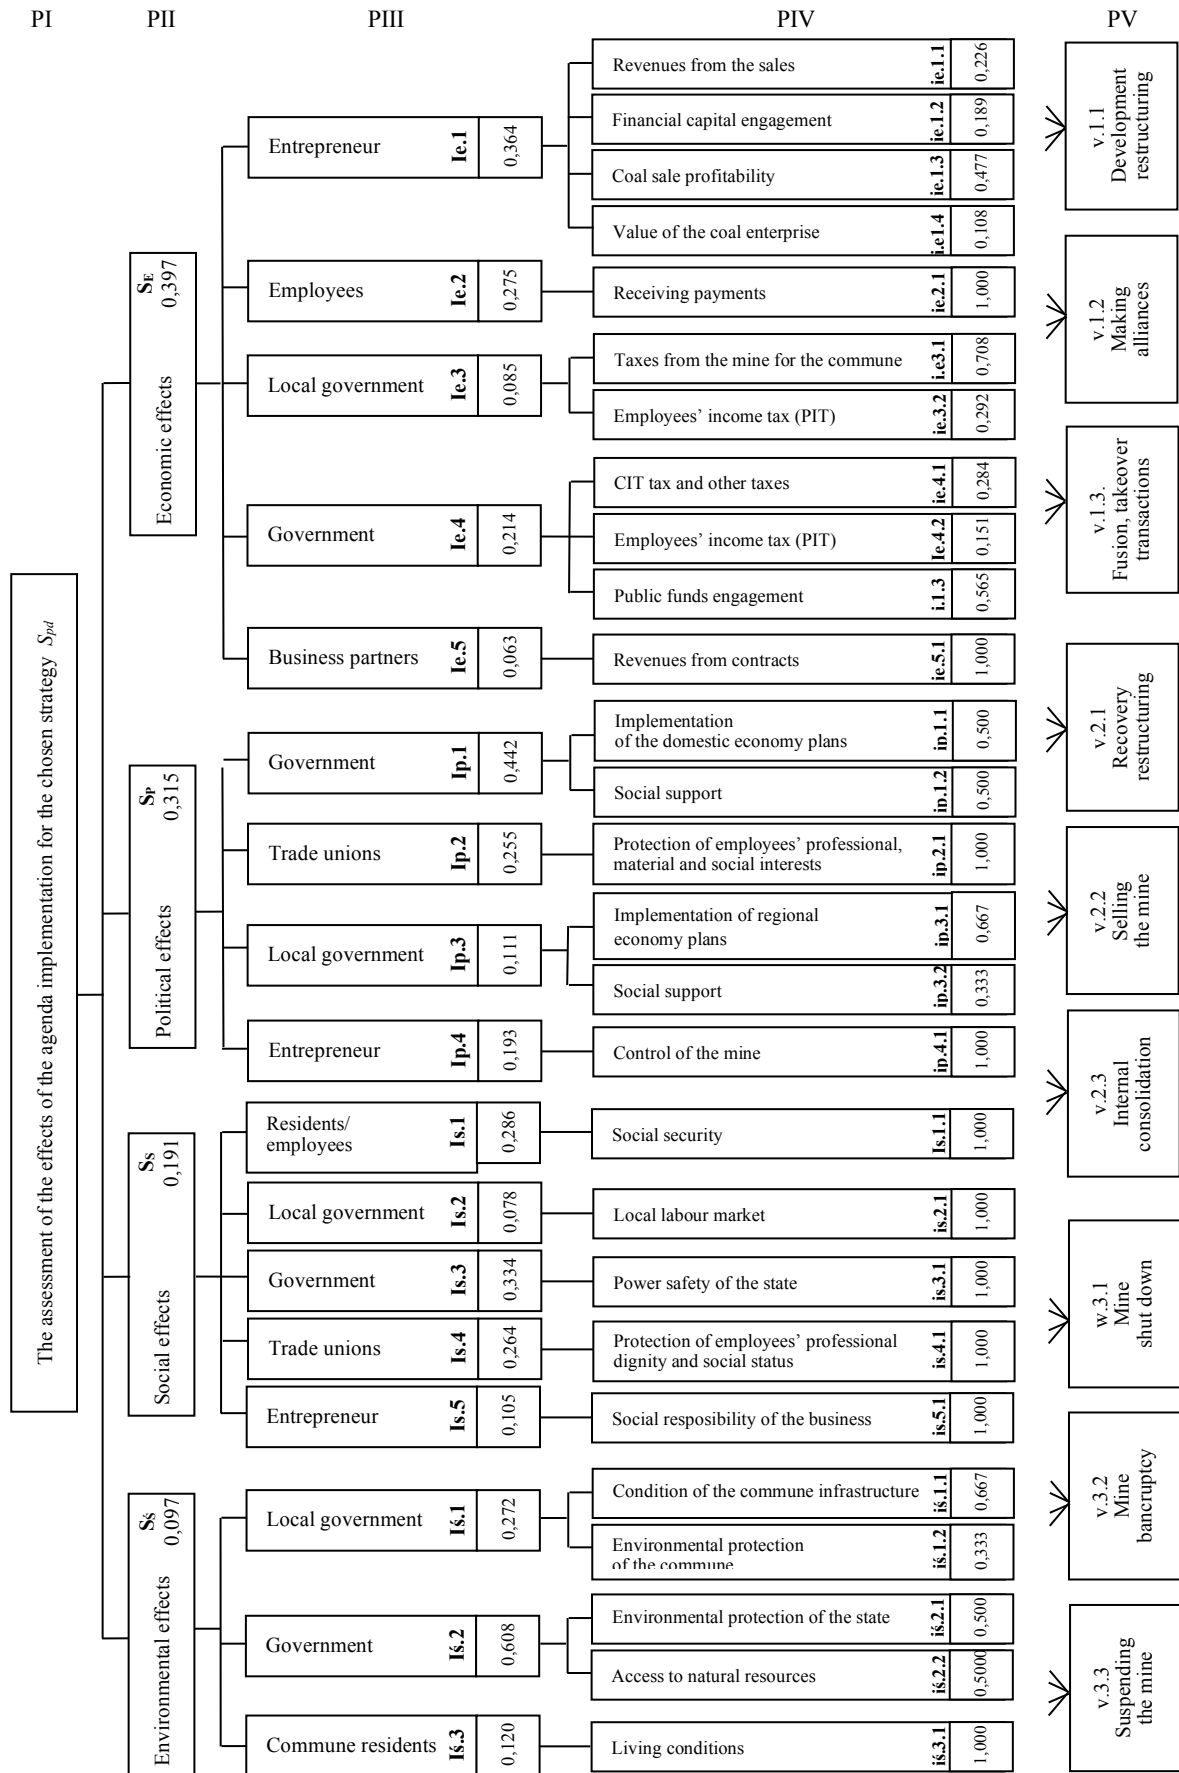 PI
PII
PIII
PIV
PV
The assessment of the effects of the agenda implementation for the chosen strategy Spd
Economic effects
SE
0,397
Political effects
SP
0,315
Social effects
SS
0,191
Environmental effects
SŚ
0,097
Entrepreneur
Ie.1
0,364
Employees
Ie.2
0,275
Local government
Ie.3
0,085
Government
Ie.4
0,214
Business partners
Ie.5
0,063
Government
Ip.1
0,442
Trade unions
Ip.2
0,255
Local government
Ip.3
0,111
Entrepreneur
Ip.4
0,193
Residents/
employees
Is.1
0,286
Local government
Is.2
0,078
Government
Is.3
0,334
Trade unions
Is.4
0,264
Entrepreneur
Is.5
0,105
Local government
Iś.1
0,272
Government
Iś.2
0,608
Commune residents
Iś.3
0,120
Revenues from the sales
ie.1.1
0,226
Financial capital engagement
ie.1.2
0,189
Coal sale profitability
ie.1.3
0,477
Value of the coal enterprise
i.e1.4
0,108
Receiving payments
ie.2.1
1,000
Taxes from the mine for the commune
i.e3.1
0,708
Employees’ income tax (PIT)
ie.3.2
0,292
CIT tax and other taxes
ie.4.1
0,284
Employees’ income tax (PIT)
Ie.4.2
0,151
Public funds engagement
i.1.3
0,565
Revenues from contracts
ie.5.1
1,000
Implementation
of the domestic economy plans
ip.1.1
0,500
Social support
ip.1.2
0,500
Protection of employees’ professional,
material and social interests
ip.2.1
1,000
Implementation of regional
economy plans
ip.3.1
0,667
Social support
ip.3.2
0,333
Control of the mine
ip.4.1
1,000
Social security
Is.1.1
1,000
Local labour market
is.2.1
1,000
Power safety of the state
is.3.1
1,000
Protection of employees’ professional
dignity and social status
is.4.1
1,000
Social resposibility of the business
is.5.1
1,000
Condition of the commune infrastructure
iś.1.1
0,667
Environmental protection
of the commune
iś.1.2
0,333
Environmental protection of the state
iś.2.1
0,500
Access to natural resources
iś.2.2
0,5000
Living conditions
iś.3.1
1,000
v.1.1
Development
restructuring
v.1.2
Making
alliances
v.1.3.
Fusion, takeover
transactions
v.2.1
Recovery
restructuring
v.2.2
Selling
the mine
v.2.3
Internal
consolidation
w.3.1
Mine
shut down
v.3.2
Mine
bancruptcy
v.3.3
Suspending
the mine